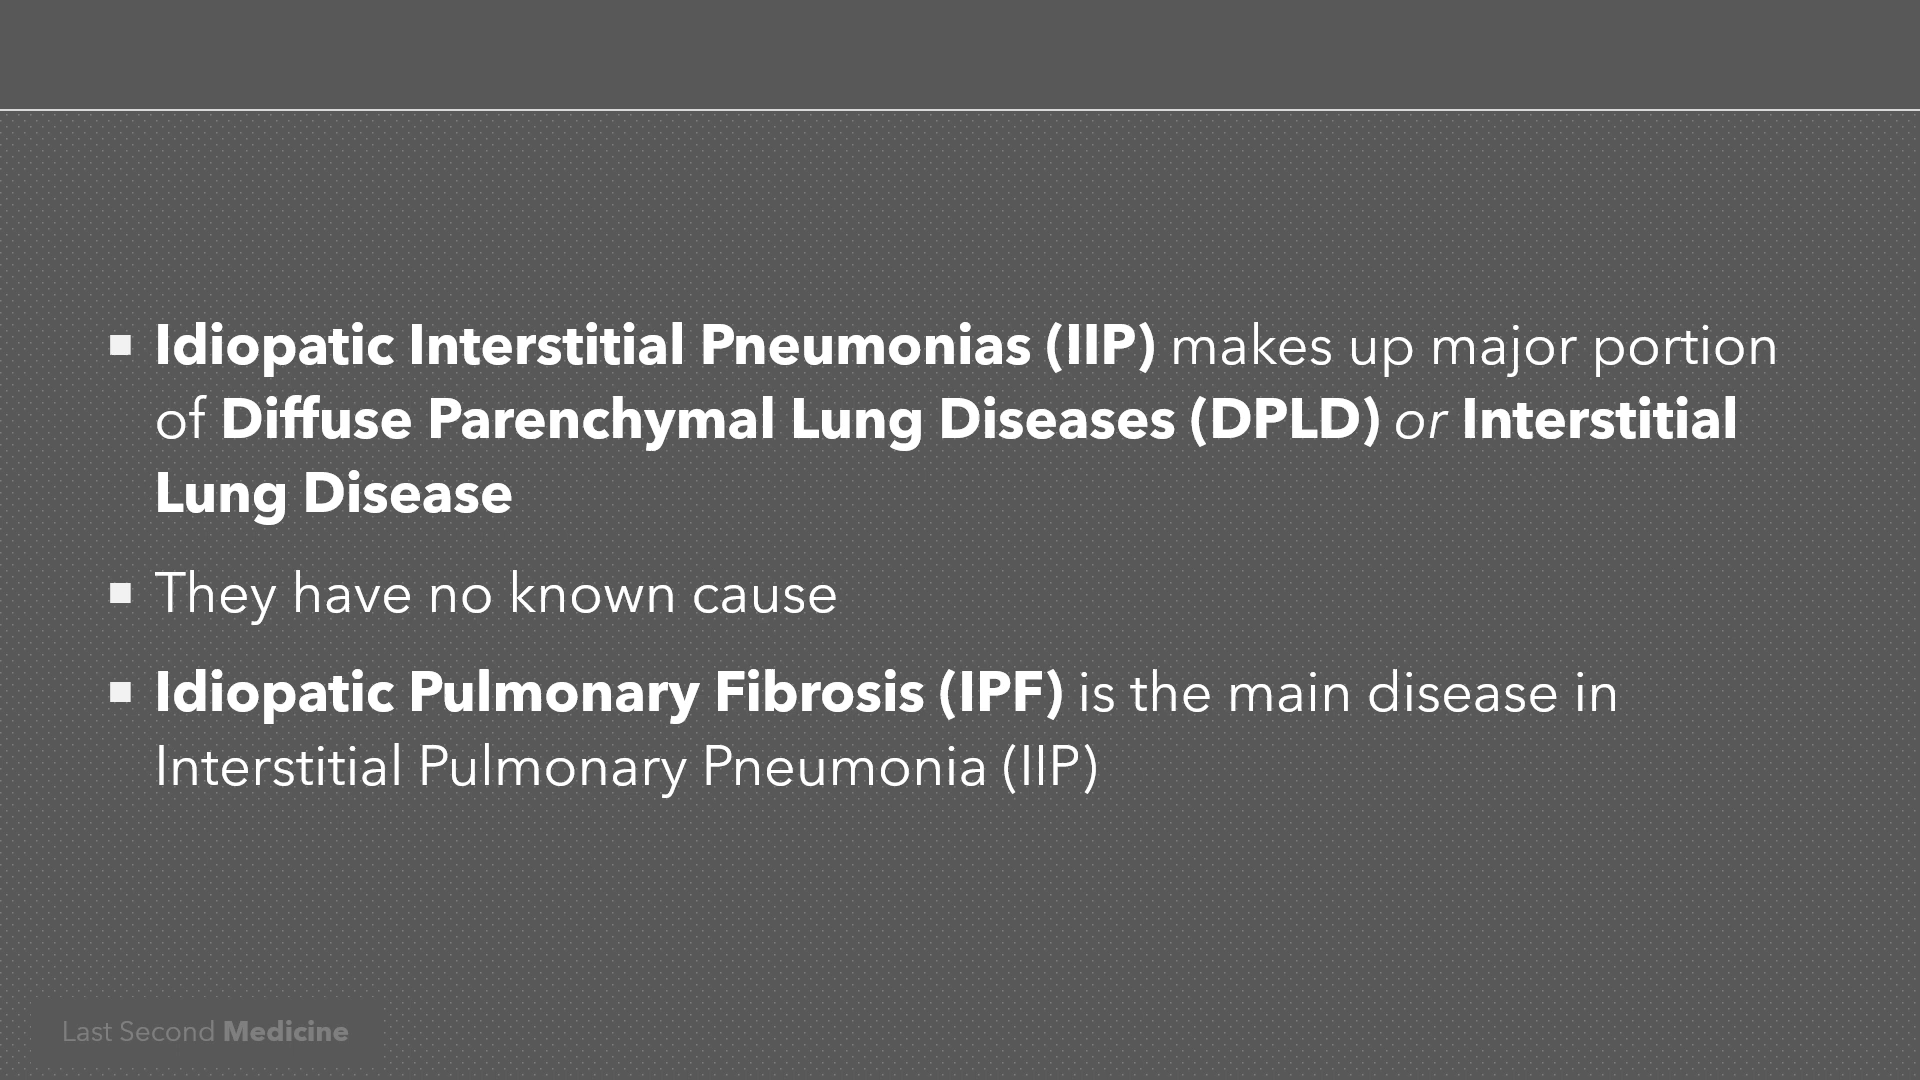 Idiopatic Interstitial Pneumonias (IIP) makes up major portion
of Diffuse Parenchymal Lung Diseases (DPLD) or Interstitial
Lung Disease
They have no known cause
Idiopatic Pulmonary Fibrosis (IPF) is the main disease in
Interstitial Pulmonary Pneumonia (IIP)
Last Second Medicine